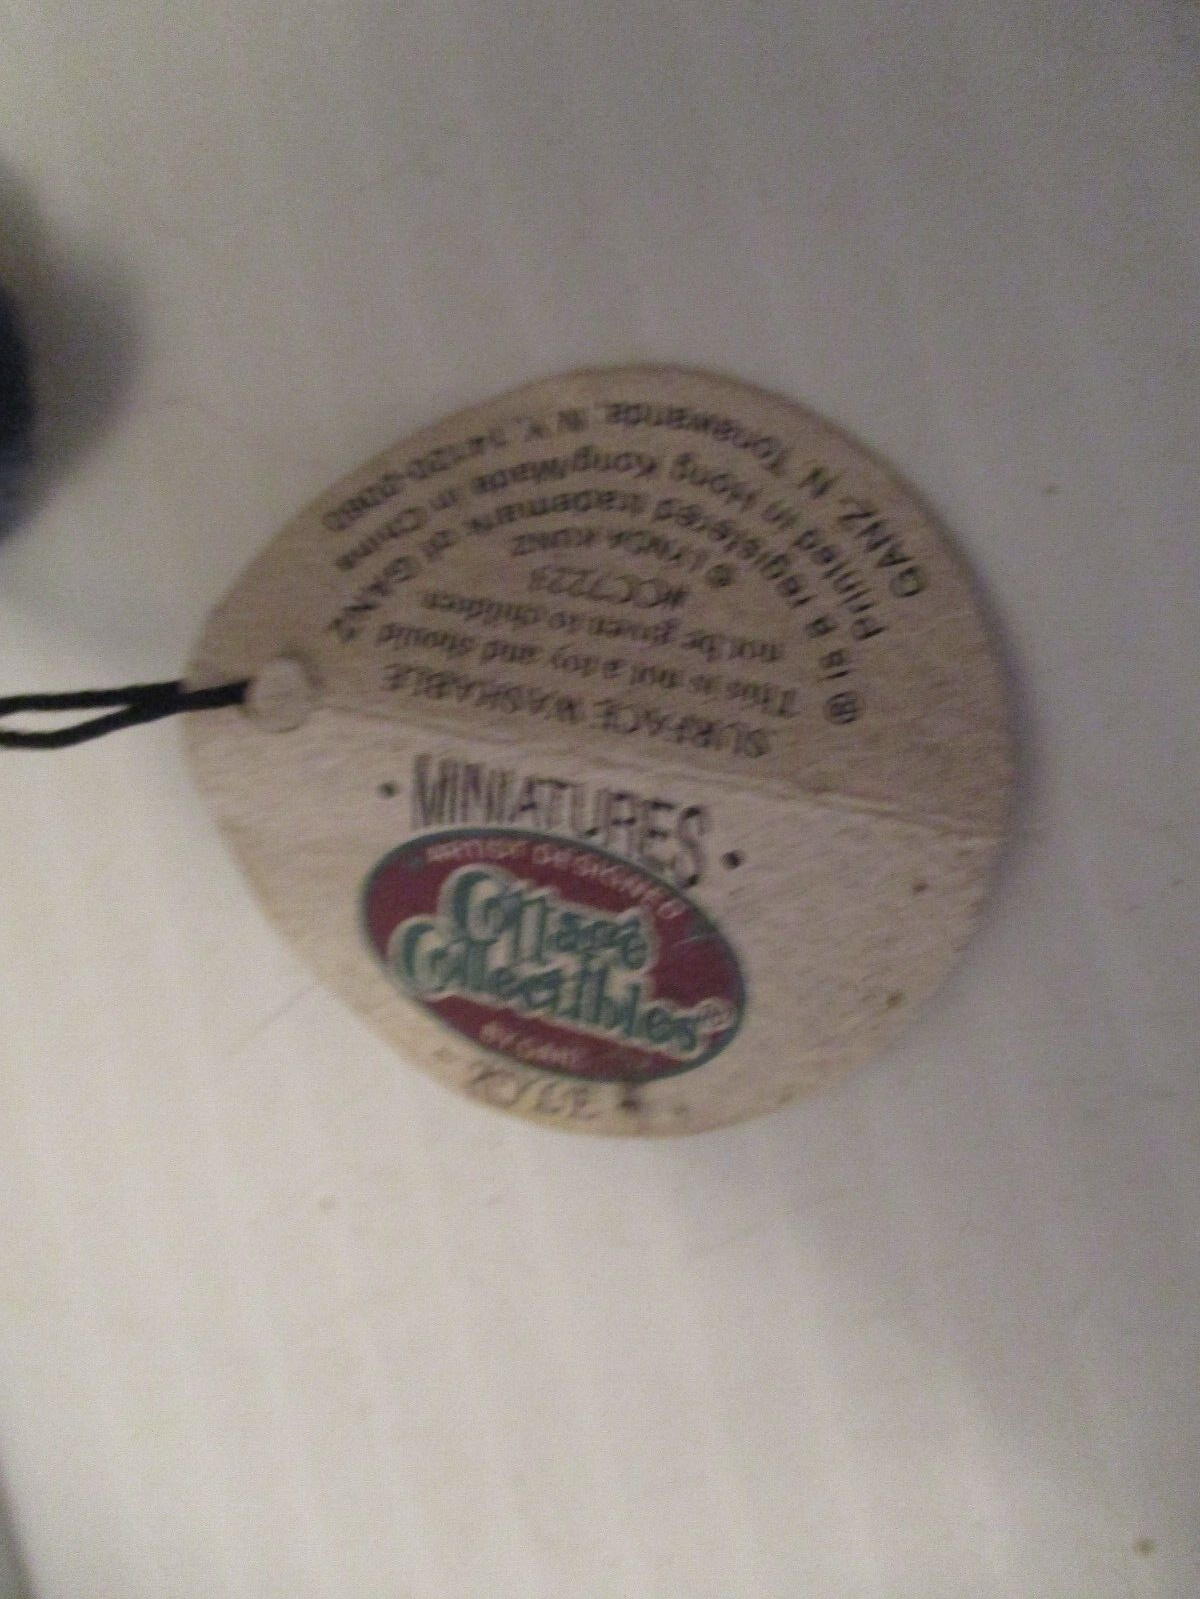 • MINIATURES •
ARTIST DESIGNED
Cottage
Collectibles®
BY GANZ
SURFACE WASHABLE
This is not a toy and should
not be given to children.
#CC7223
© LYNDA KUNZ
® is a registered trademark of GANZ
Printed in Hong Kong/Made in China
GANZ, N. Tonawanda, N.Y. 14120-0260